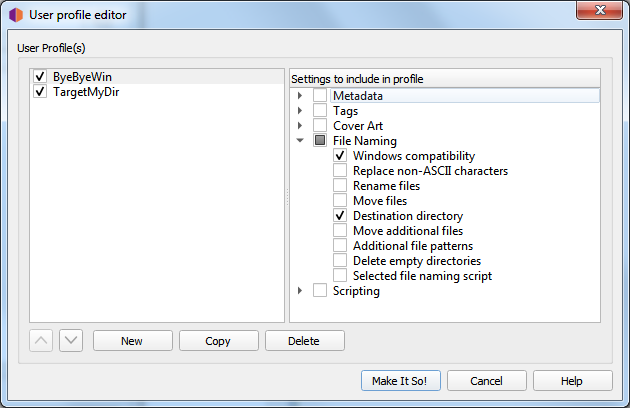 User profile editor
User Profile(s)
ByeByeWin
TargetMyDir
Settings to include in profile
Metadata
Tags
Cover Art
File Naming
Windows compatibility
Replace non-ASCII characters
Rename files
Move files
Destination directory
Move additional files
Additional file patterns
Delete empty directories
Selected file naming script
Scripting
New
Copy
Delete
Make It So!
Cancel
Help